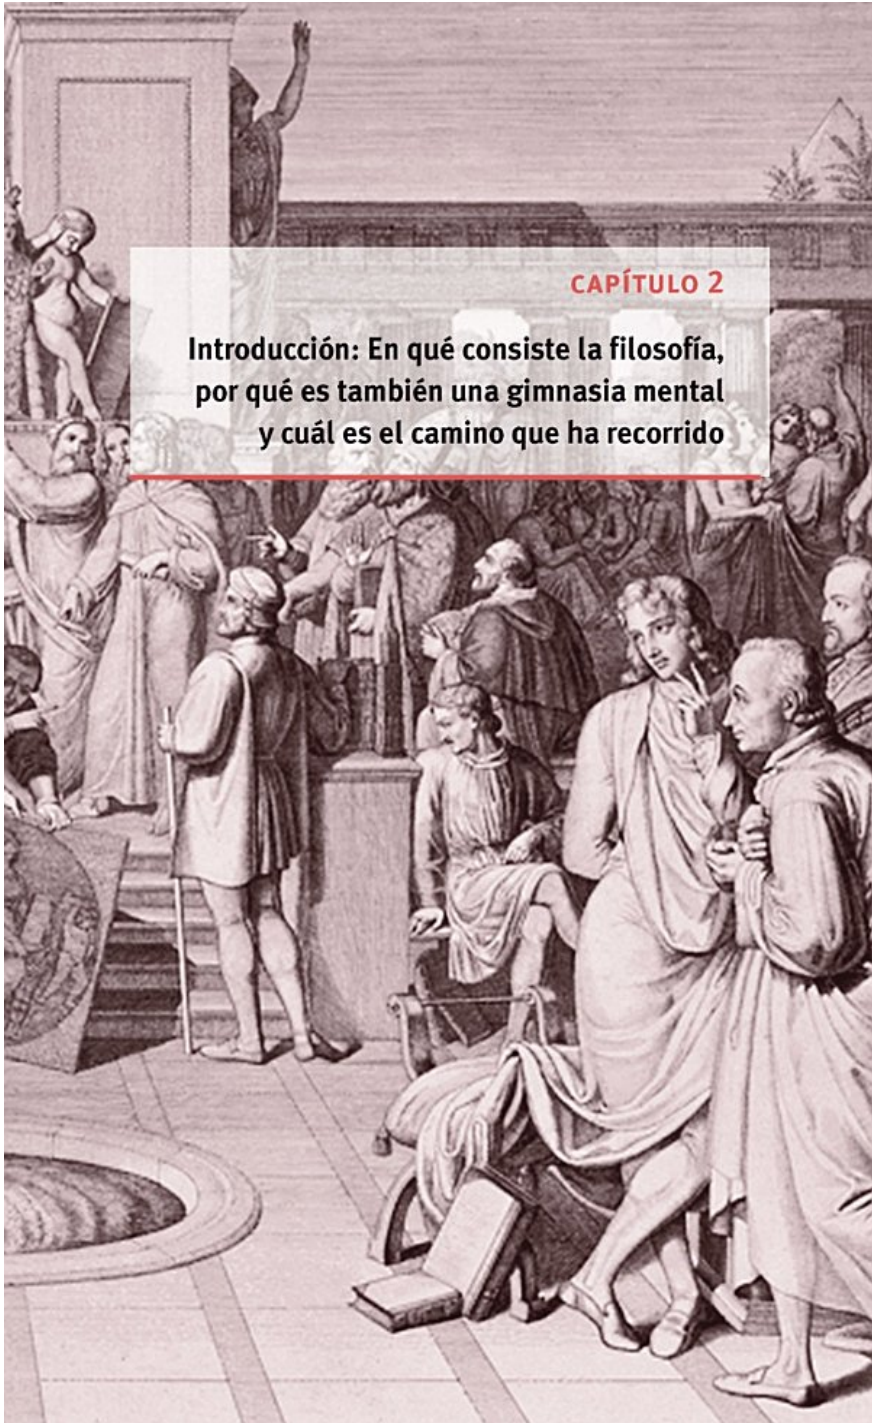 CAPÍTULO 2
Introducción: En qué consiste la filosofía,
por qué es también una gimnasia mental
y cuál es el camino que ha recorrido